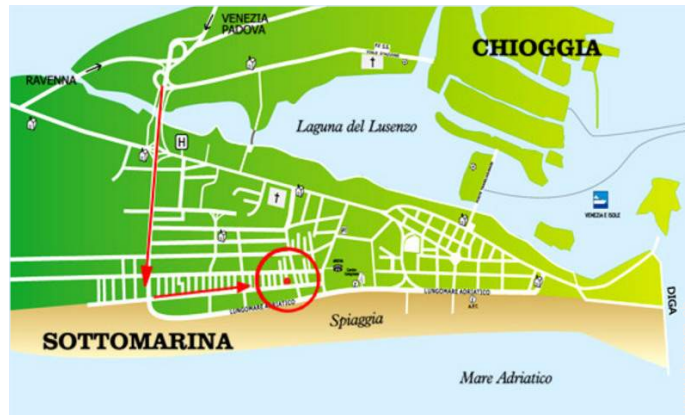 VENEZIA
PADOVA
CHIOGGIA
RAVENNA
Laguna del Lusenzo
H
VENEZIA E ISOLE
LUNGOMARE ADRIATICO
LUNGOMARE ADRIATICO
DIGA
Spiaggia
SOTTOMARINA
Mare Adriatico